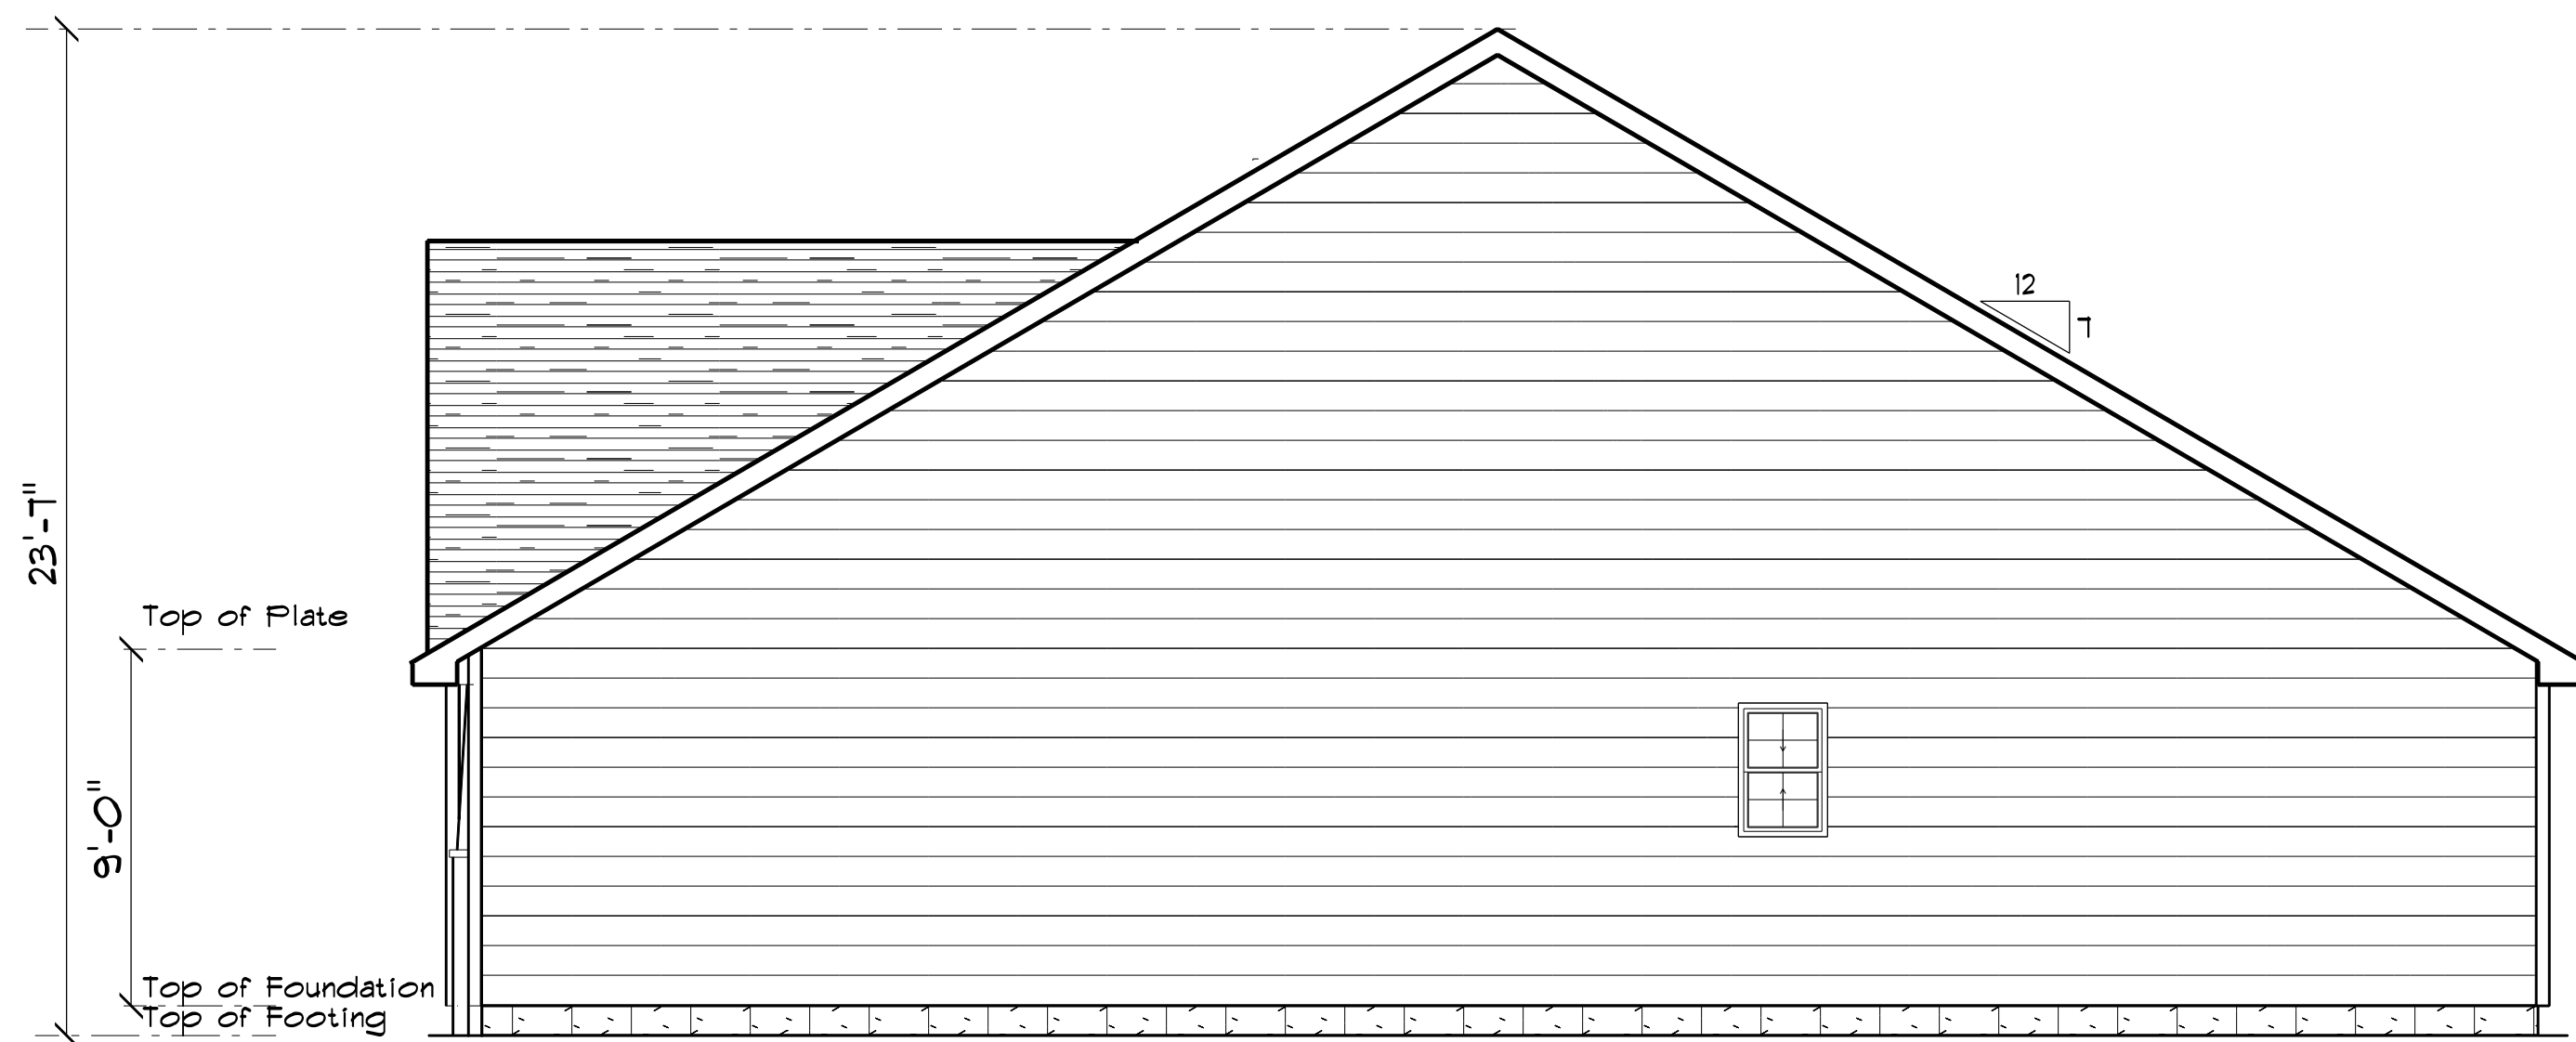 12
7
23'-7"
Top of Plate
9'-0"
Top of Foundation
Top of Footing